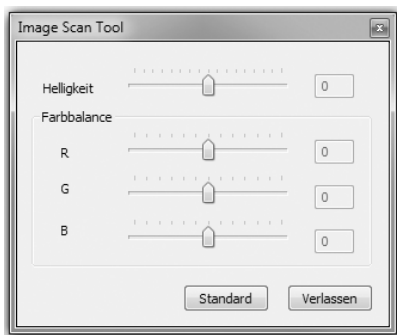 Image Scan Tool
Helligkeit 0
Farbbalance
R 0
G 0
B 0
Standard Verlassen